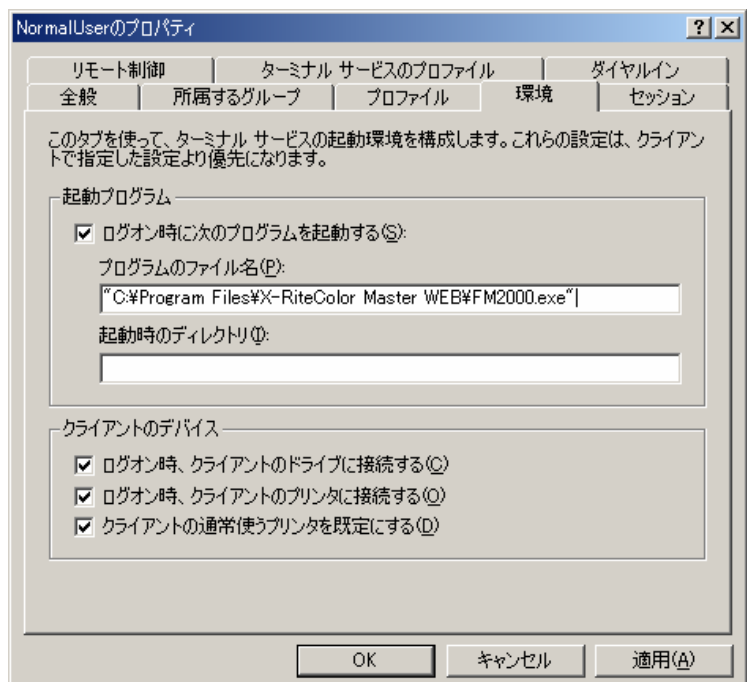 NormalUserのプロパティ
リモート制御 ターミナル サービスのプロファイル ダイヤルイン
全般 所属するグループ プロファイル 環境 セッション
このタブを使って、ターミナル サービスの起動環境を構成します。これらの設定は、クライアン
トで指定した設定より優先になります。
起動プログラム
ログオン時に次のプログラムを起動する(S):
プログラムのファイル名(P):
"C:¥Program Files¥X-RiteColor Master WEB¥FM2000.exe"
起動時のディレクトリ(I):
クライアントのデバイス
ログオン時、クライアントのドライブに接続する(C)
ログオン時、クライアントのプリンタに接続する(O)
クライアントの通常使うプリンタを既定にする(D)
OK キャンセル 適用(A)